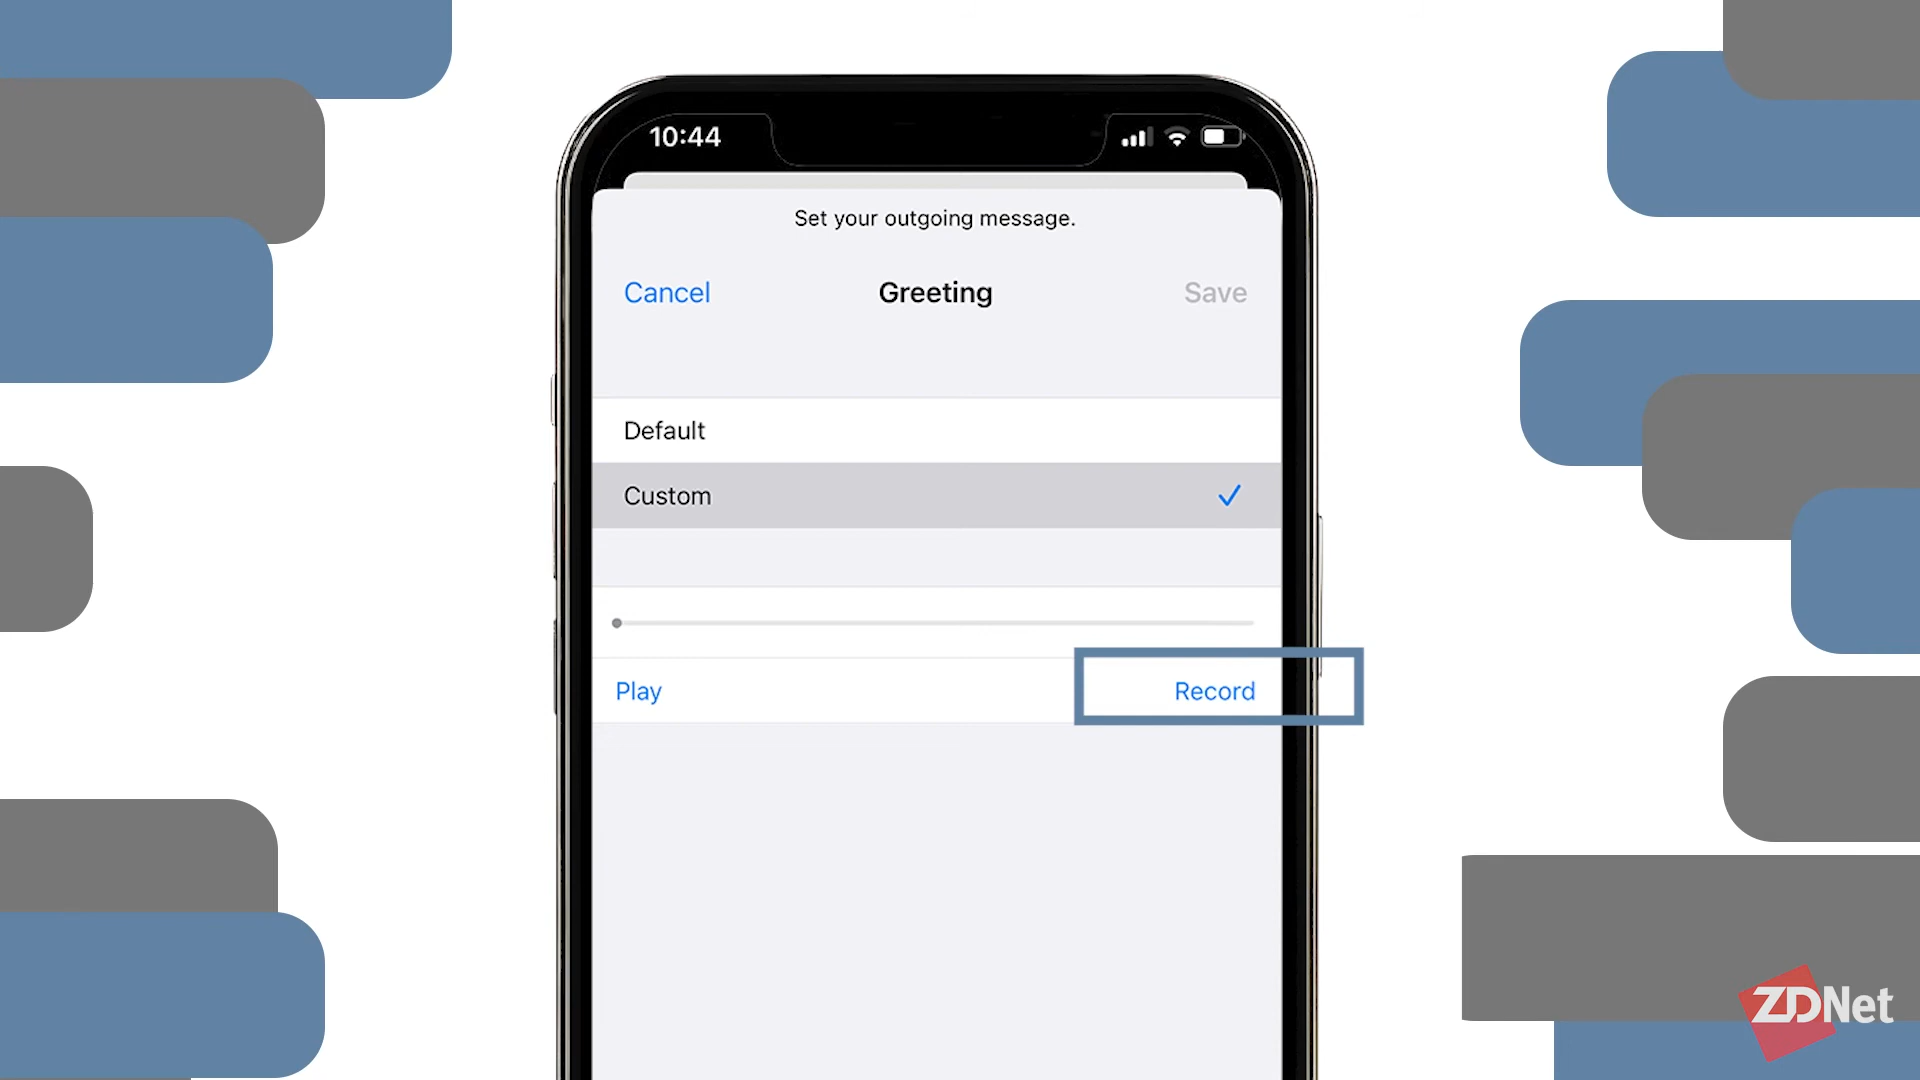 10:44
Set your outgoing message.
Cancel Greeting Save
Default
Custom
Play Record
ZDNet